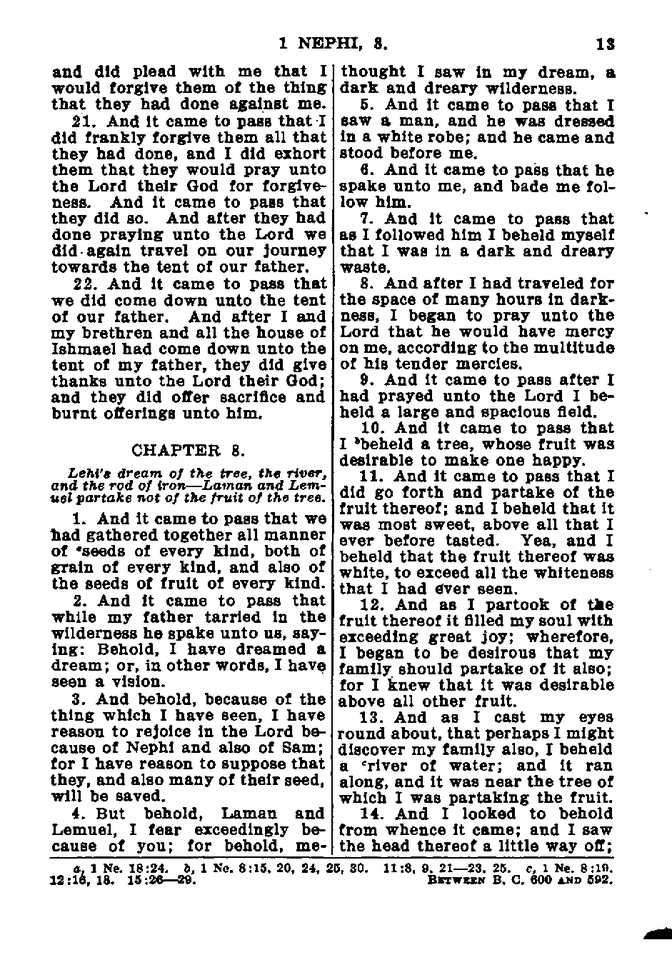 1 NEPHI, 8.
13
and did plead with me that I
would forgive them of the thing
that they had done against me.
21. And it came to pass that I
did frankly forgive them all that
they had done, and I did exhort
them that they would pray unto
the Lord their God for forgive-
ness. And it came to pass that
they did so. And after they had
done praying unto the Lord we
did again travel on our journey
towards the tent of our father.
22. And it came to pass that
we did come down unto the tent
of our father. And after I and
my brethren and all the house of
Ishmael had come down unto the
tent of my father, they did give
thanks unto the Lord their God;
and they did offer sacrifice and
burnt offerings unto him.
CHAPTER 8.
Lehi's dream of the tree, the river,
and the rod of iron—Laman and Lem-
uel partake not of the fruit of the tree.
1. And it came to pass that we
had gathered together all manner
of ᵃseeds of every kind, both of
grain of every kind, and also of
the seeds of fruit of every kind.
2. And it came to pass that
while my father tarried in the
wilderness he spake unto us, say-
ing: Behold, I have dreamed a
dream; or, in other words, I have
seen a vision.
3. And behold, because of the
thing which I have seen, I have
reason to rejoice in the Lord be-
cause of Nephi and also of Sam;
for I have reason to suppose that
they, and also many of their seed,
will be saved.
4. But behold, Laman and
Lemuel, I fear exceedingly be-
cause of you; for behold, me-
thought I saw in my dream, a
dark and dreary wilderness.
5. And it came to pass that I
saw a man, and he was dressed
in a white robe; and he came and
stood before me.
6. And it came to pass that he
spake unto me, and bade me fol-
low him.
7. And it came to pass that
as I followed him I beheld myself
that I was in a dark and dreary
waste.
8. And after I had traveled for
the space of many hours in dark-
ness, I began to pray unto the
Lord that he would have mercy
on me, according to the multitude
of his tender mercies.
9. And it came to pass after I
had prayed unto the Lord I be-
held a large and spacious field.
10. And it came to pass that
I ᵇbeheld a tree, whose fruit was
desirable to make one happy.
11. And it came to pass that I
did go forth and partake of the
fruit thereof; and I beheld that it
was most sweet, above all that I
ever before tasted. Yea, and I
beheld that the fruit thereof was
white, to exceed all the whiteness
that I had ever seen.
12. And as I partook of the
fruit thereof it filled my soul with
exceeding great joy; wherefore,
I began to be desirous that my
family should partake of it also;
for I knew that it was desirable
above all other fruit.
13. And as I cast my eyes
round about, that perhaps I might
discover my family also, I beheld
a ᶜriver of water; and it ran
along, and it was near the tree of
which I was partaking the fruit.
14. And I looked to behold
from whence it came; and I saw
the head thereof a little way off;
a, 1 Ne. 18:24. b, 1 Ne. 8:15, 20, 24, 25, 30. 11:8, 9, 21—23, 25. c, 1 Ne. 8:19.
12:16, 18. 15:26—29.
BETWEEN B. C. 600 AND 592.